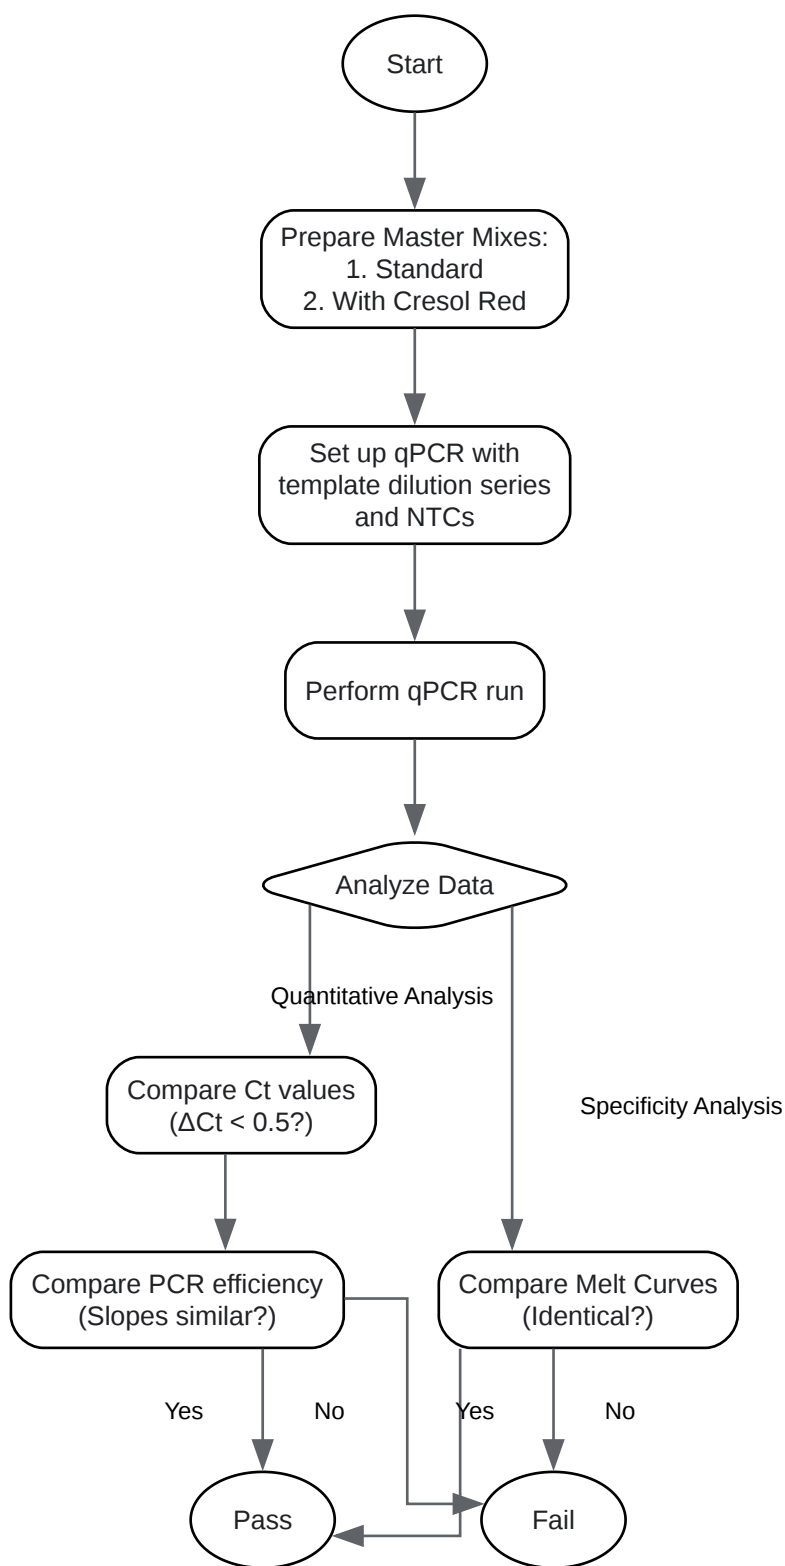 Start
Prepare Master Mixes:
1. Standard
2. With Cresol Red
Set up qPCR with
template dilution series
and NTCs
Perform qPCR run
Analyze Data
Quantitative Analysis
Compare Ct values
(ΔCt < 0.5?)
Specificity Analysis
Compare PCR efficiency
(Slopes similar?)
Compare Melt Curves
(Identical?)
Yes
No
Yes
No
Pass
Fail